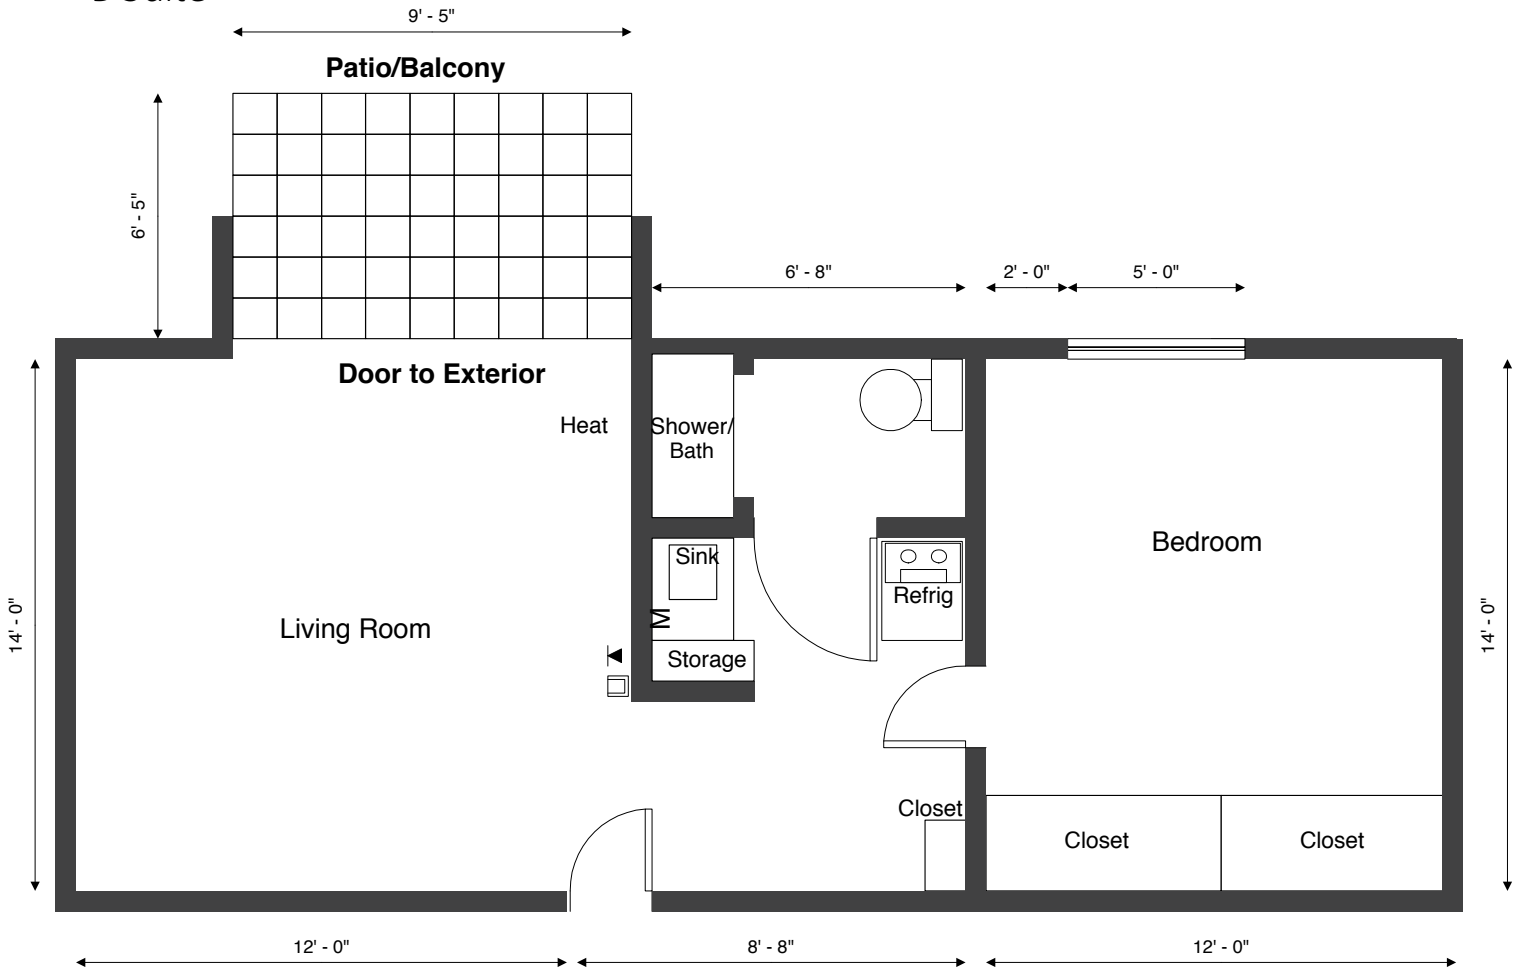 9' - 5"
Patio/Balcony
6' - 5"
6' - 8"
2' - 0"
5' - 0"
Door to Exterior
Heat
Shower/
Bath
Bedroom
Sink
Refrig
M
Living Room
Storage
14' - 0"
14' - 0"
Closet
Closet
Closet
12' - 0"
8' - 8"
12' - 0"